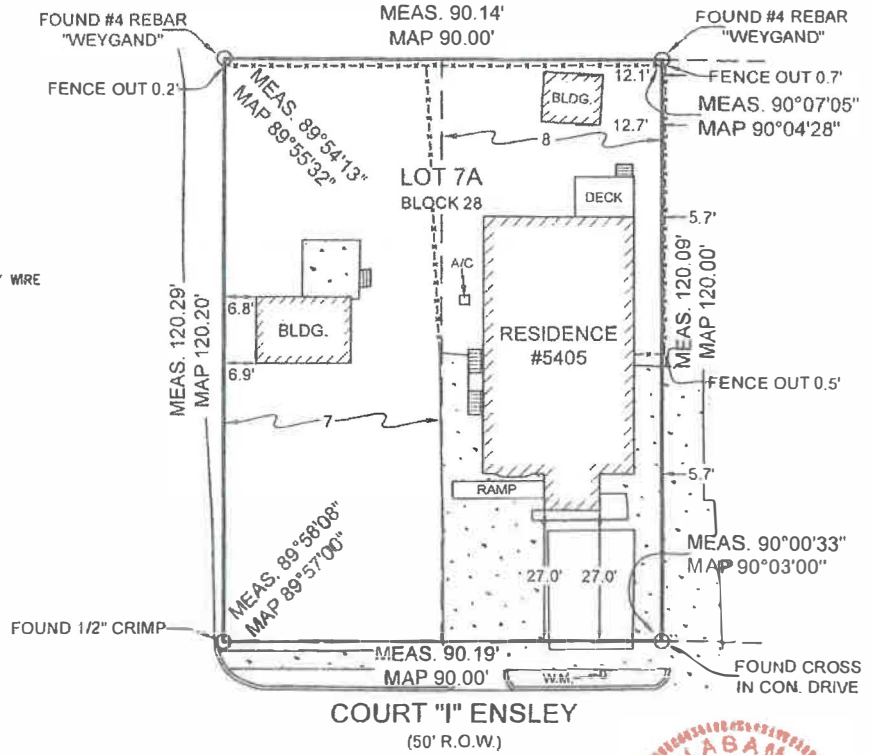 MEAS. 90.14'
MAP 90.00'
FOUND #4 REBAR
"WEYGAND"
FOUND #4 REBAR
"WEYGAND"
FENCE OUT 0.2'
FENCE OUT 0.7'
MEAS. 89°54'13"
MAP 89°55'32"
12.1'
BLDG.
12.7'
MEAS. 90°07'05"
MAP 90°04'28"
8
LOT 7A
BLOCK 28
DECK
5.7'
WIRE
A/C
6.8'
BLDG.
6.9'
RESIDENCE
#5405
MEAS. 120.29'
MAP 120.20'
MEAS. 120.09'
MAP 120.00'
FENCE OUT 0.5'
7
5.7'
RAMP
MEAS. 89°58'08"
MAP 89°57'00"
27.0'
27.0'
MEAS. 90°00'33"
MAP 90°03'00"
FOUND 1/2" CRIMP
MEAS. 90.19'
MAP 90.00'
W.M.
FOUND CROSS
IN CON. DRIVE
COURT "I" ENSLEY
(50' R.O.W.)
ALABAM